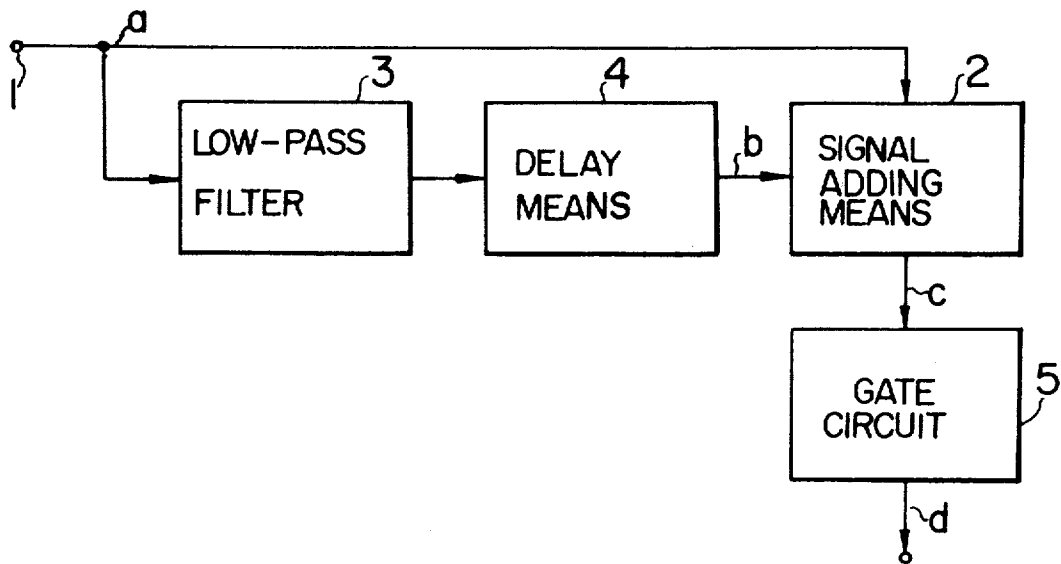 a
1
3
4
2
LOW-PASS
FILTER
DELAY
MEANS
b
SIGNAL
ADDING
MEANS
c
5
GATE
CIRCUIT
d